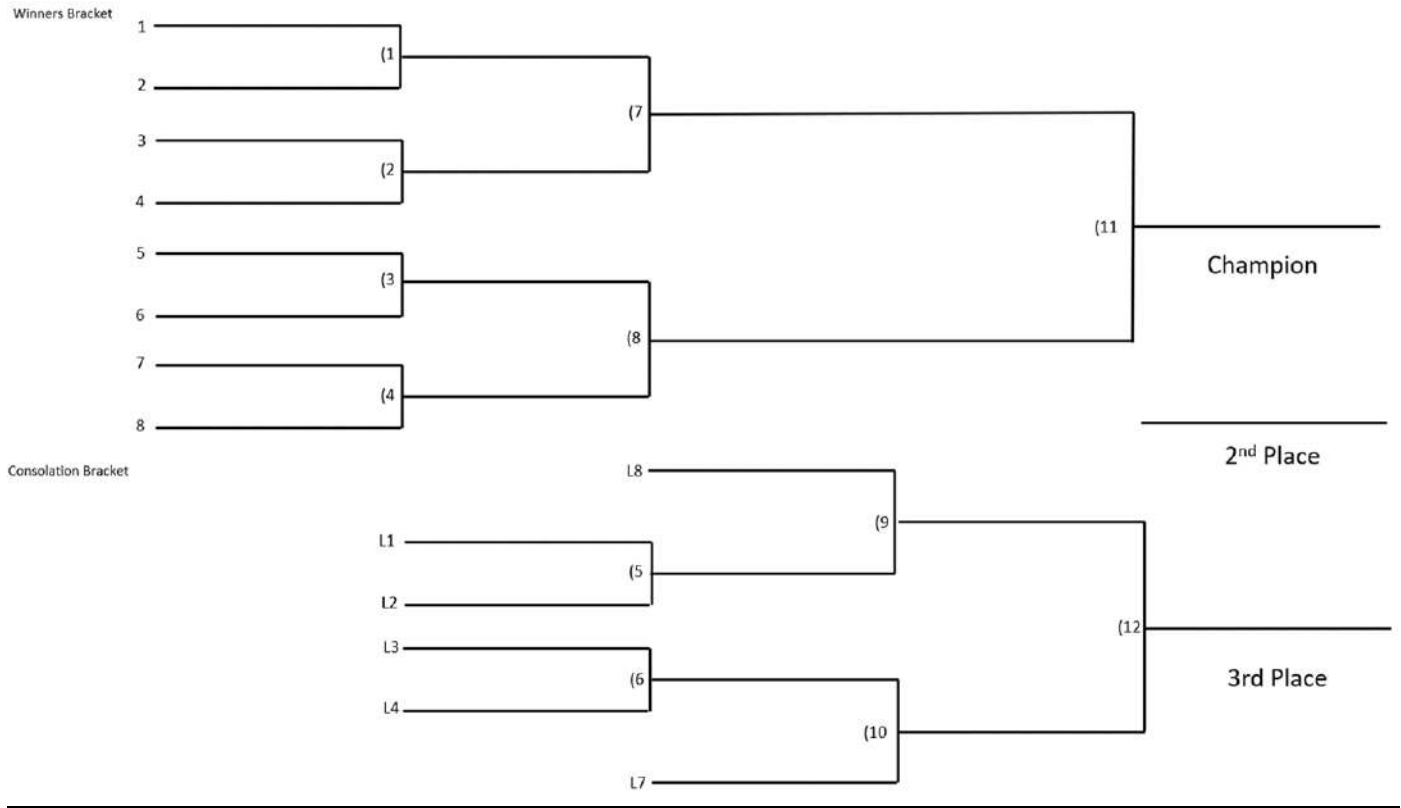 Winners Bracket
1
(1
2
(7
3
(2
4
(11
5
Champion
(3
6
(8
7
(4
8
2nd Place
Consolation Bracket
L8
(9
L1
(5
L2
(12
L3
(6
3rd Place
L4
(10
L7